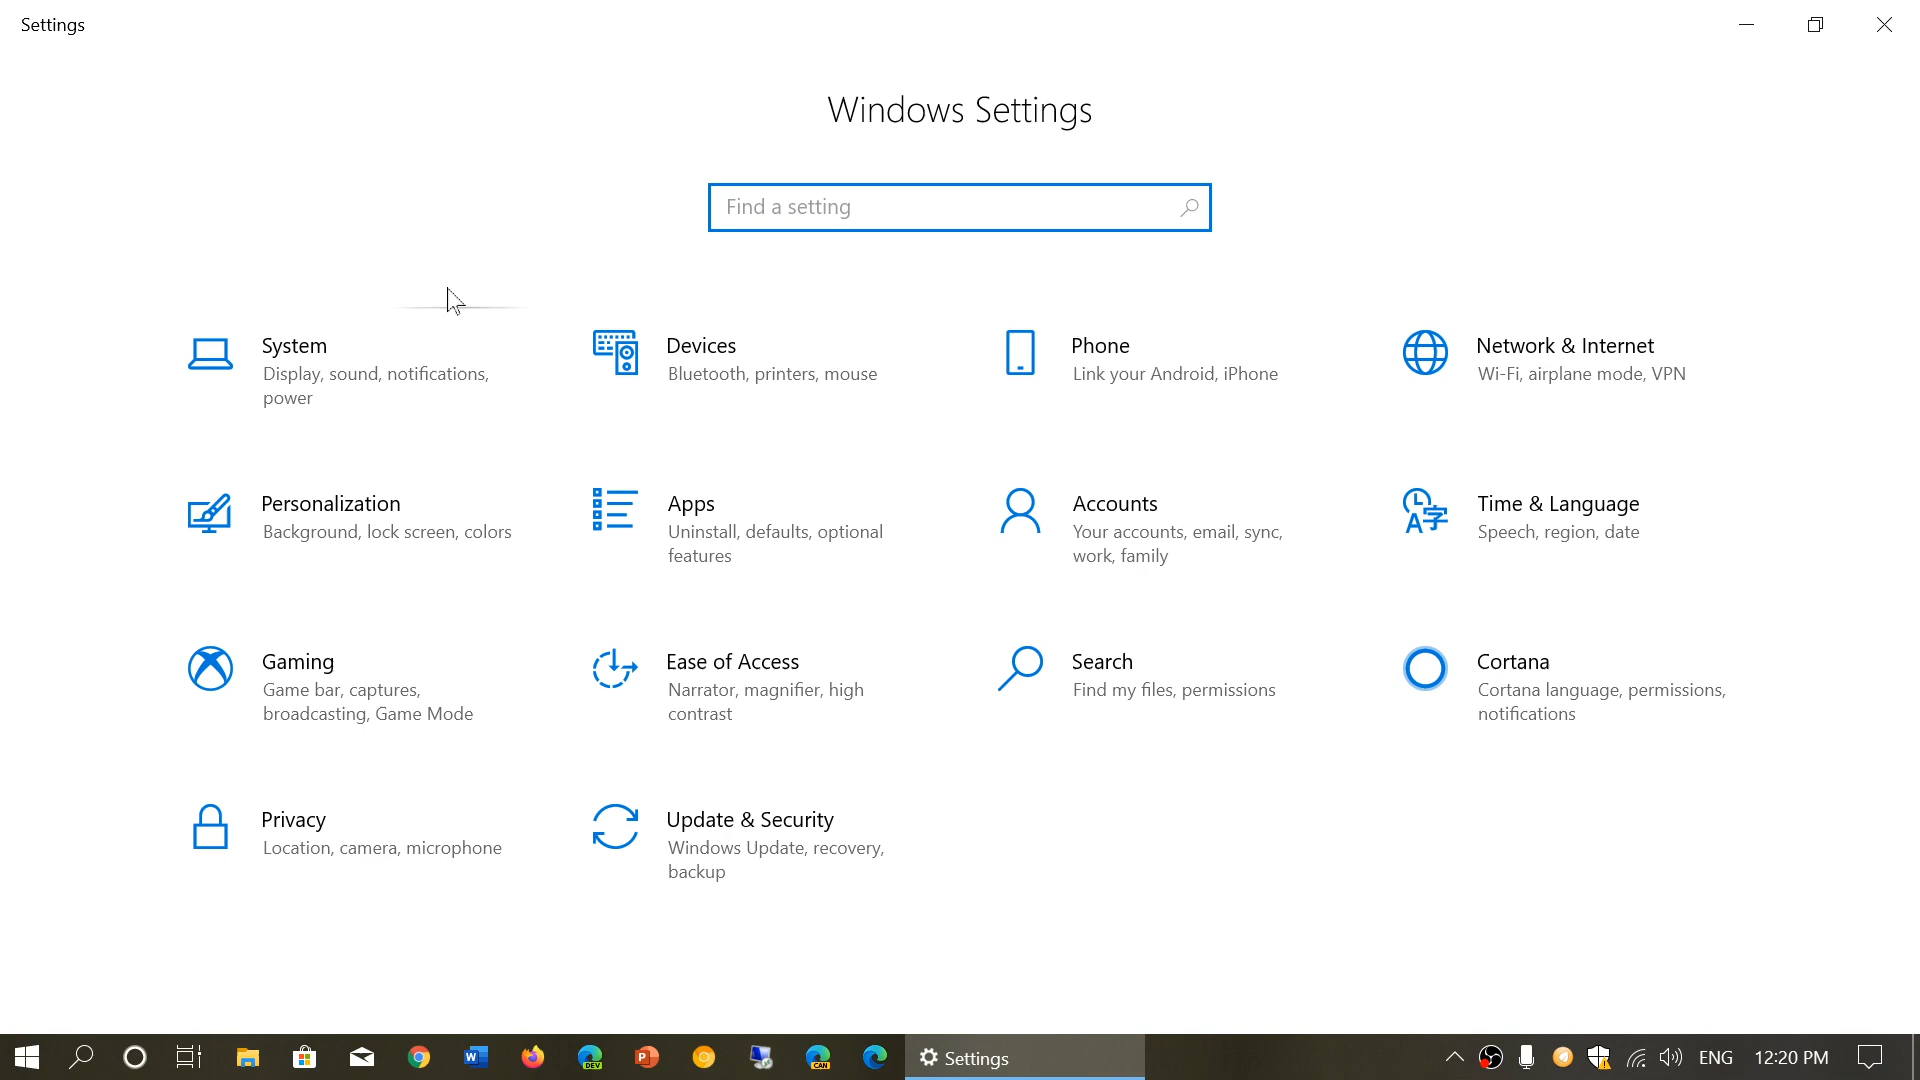 Settings
Windows Settings
Find a setting
System
Display, sound, notifications,
power
Devices
Bluetooth, printers, mouse
Phone
Link your Android, iPhone
Network & Internet
Wi-Fi, airplane mode, VPN
Personalization
Background, lock screen, colors
Apps
Uninstall, defaults, optional
features
Accounts
Your accounts, email, sync,
work, family
Time & Language
Speech, region, date
Gaming
Game bar, captures,
broadcasting, Game Mode
Ease of Access
Narrator, magnifier, high
contrast
Search
Find my files, permissions
Cortana
Cortana language, permissions,
notifications
Privacy
Location, camera, microphone
Update & Security
Windows Update, recovery,
backup
W
DEV
P
CAN
Settings
ENG
12:20 PM